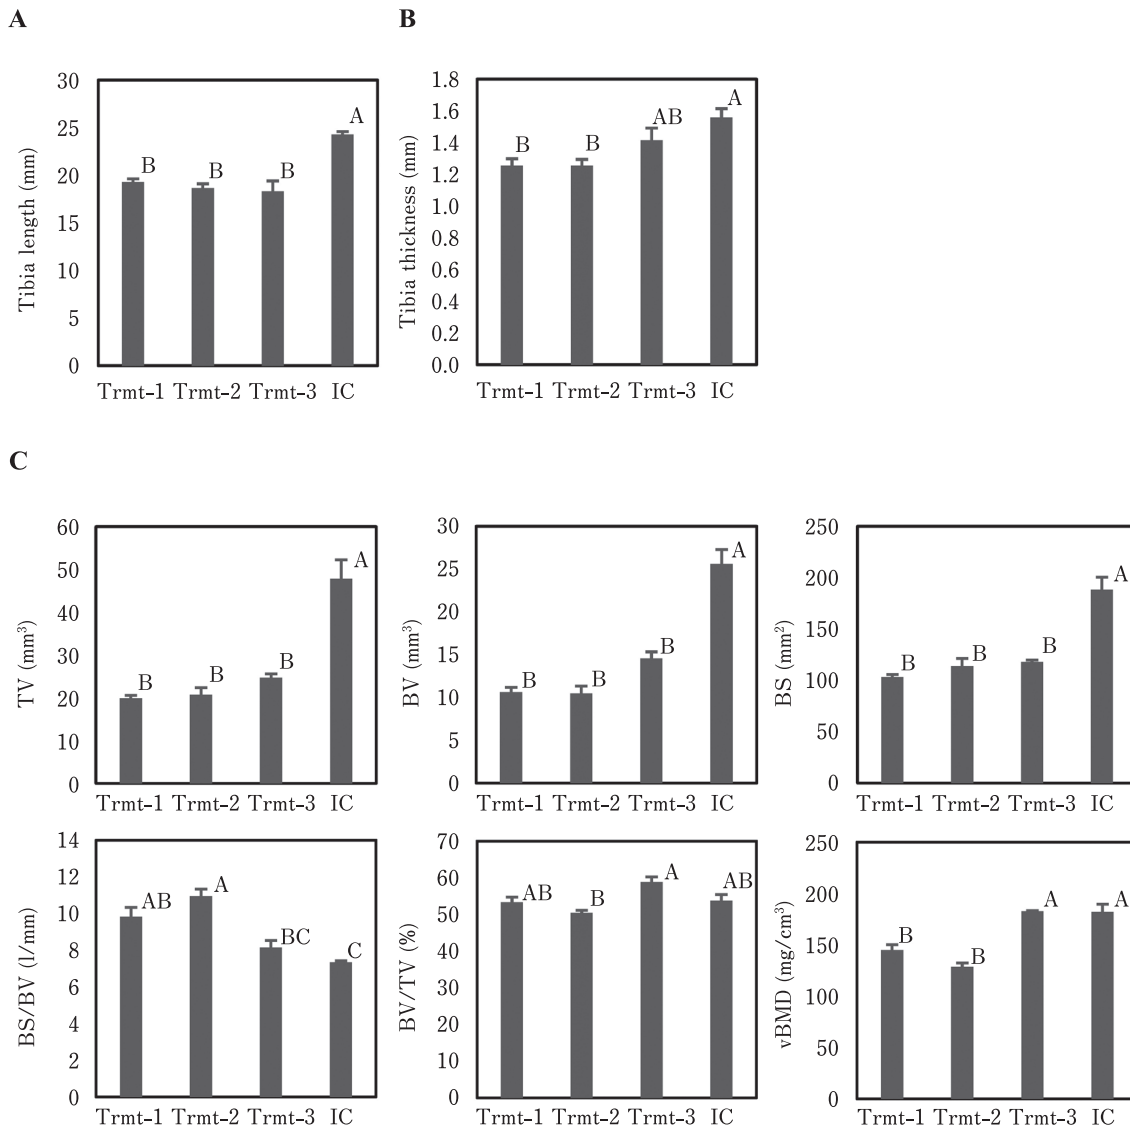 A
B
30
25
20
15
10
5
0
Tibia length (mm)
B
B
B
A
Trmt-1 Trmt-2 Trmt-3 IC
1.8
1.6
1.4
1.2
1.0
0.8
0.6
0.4
0.2
0.0
Tibia thickness (mm)
B
B
AB
A
Trmt-1 Trmt-2 Trmt-3 IC
C
60
50
40
30
20
10
0
TV (mm³)
B
B
B
A
Trmt-1 Trmt-2 Trmt-3 IC
30
25
20
15
10
5
0
BV (mm³)
B
B
B
A
Trmt-1 Trmt-2 Trmt-3 IC
250
200
150
100
50
0
BS (mm²)
B
B
B
A
Trmt-1 Trmt-2 Trmt-3 IC
14
12
10
8
6
4
2
0
BS/BV (l/mm)
AB
A
BC
C
Trmt-1 Trmt-2 Trmt-3 IC
70
60
50
40
30
20
10
0
BV/TV (%)
AB
B
A
AB
Trmt-1 Trmt-2 Trmt-3 IC
250
200
150
100
50
0
vBMD (mg/cm³)
B
B
A
A
Trmt-1 Trmt-2 Trmt-3 IC